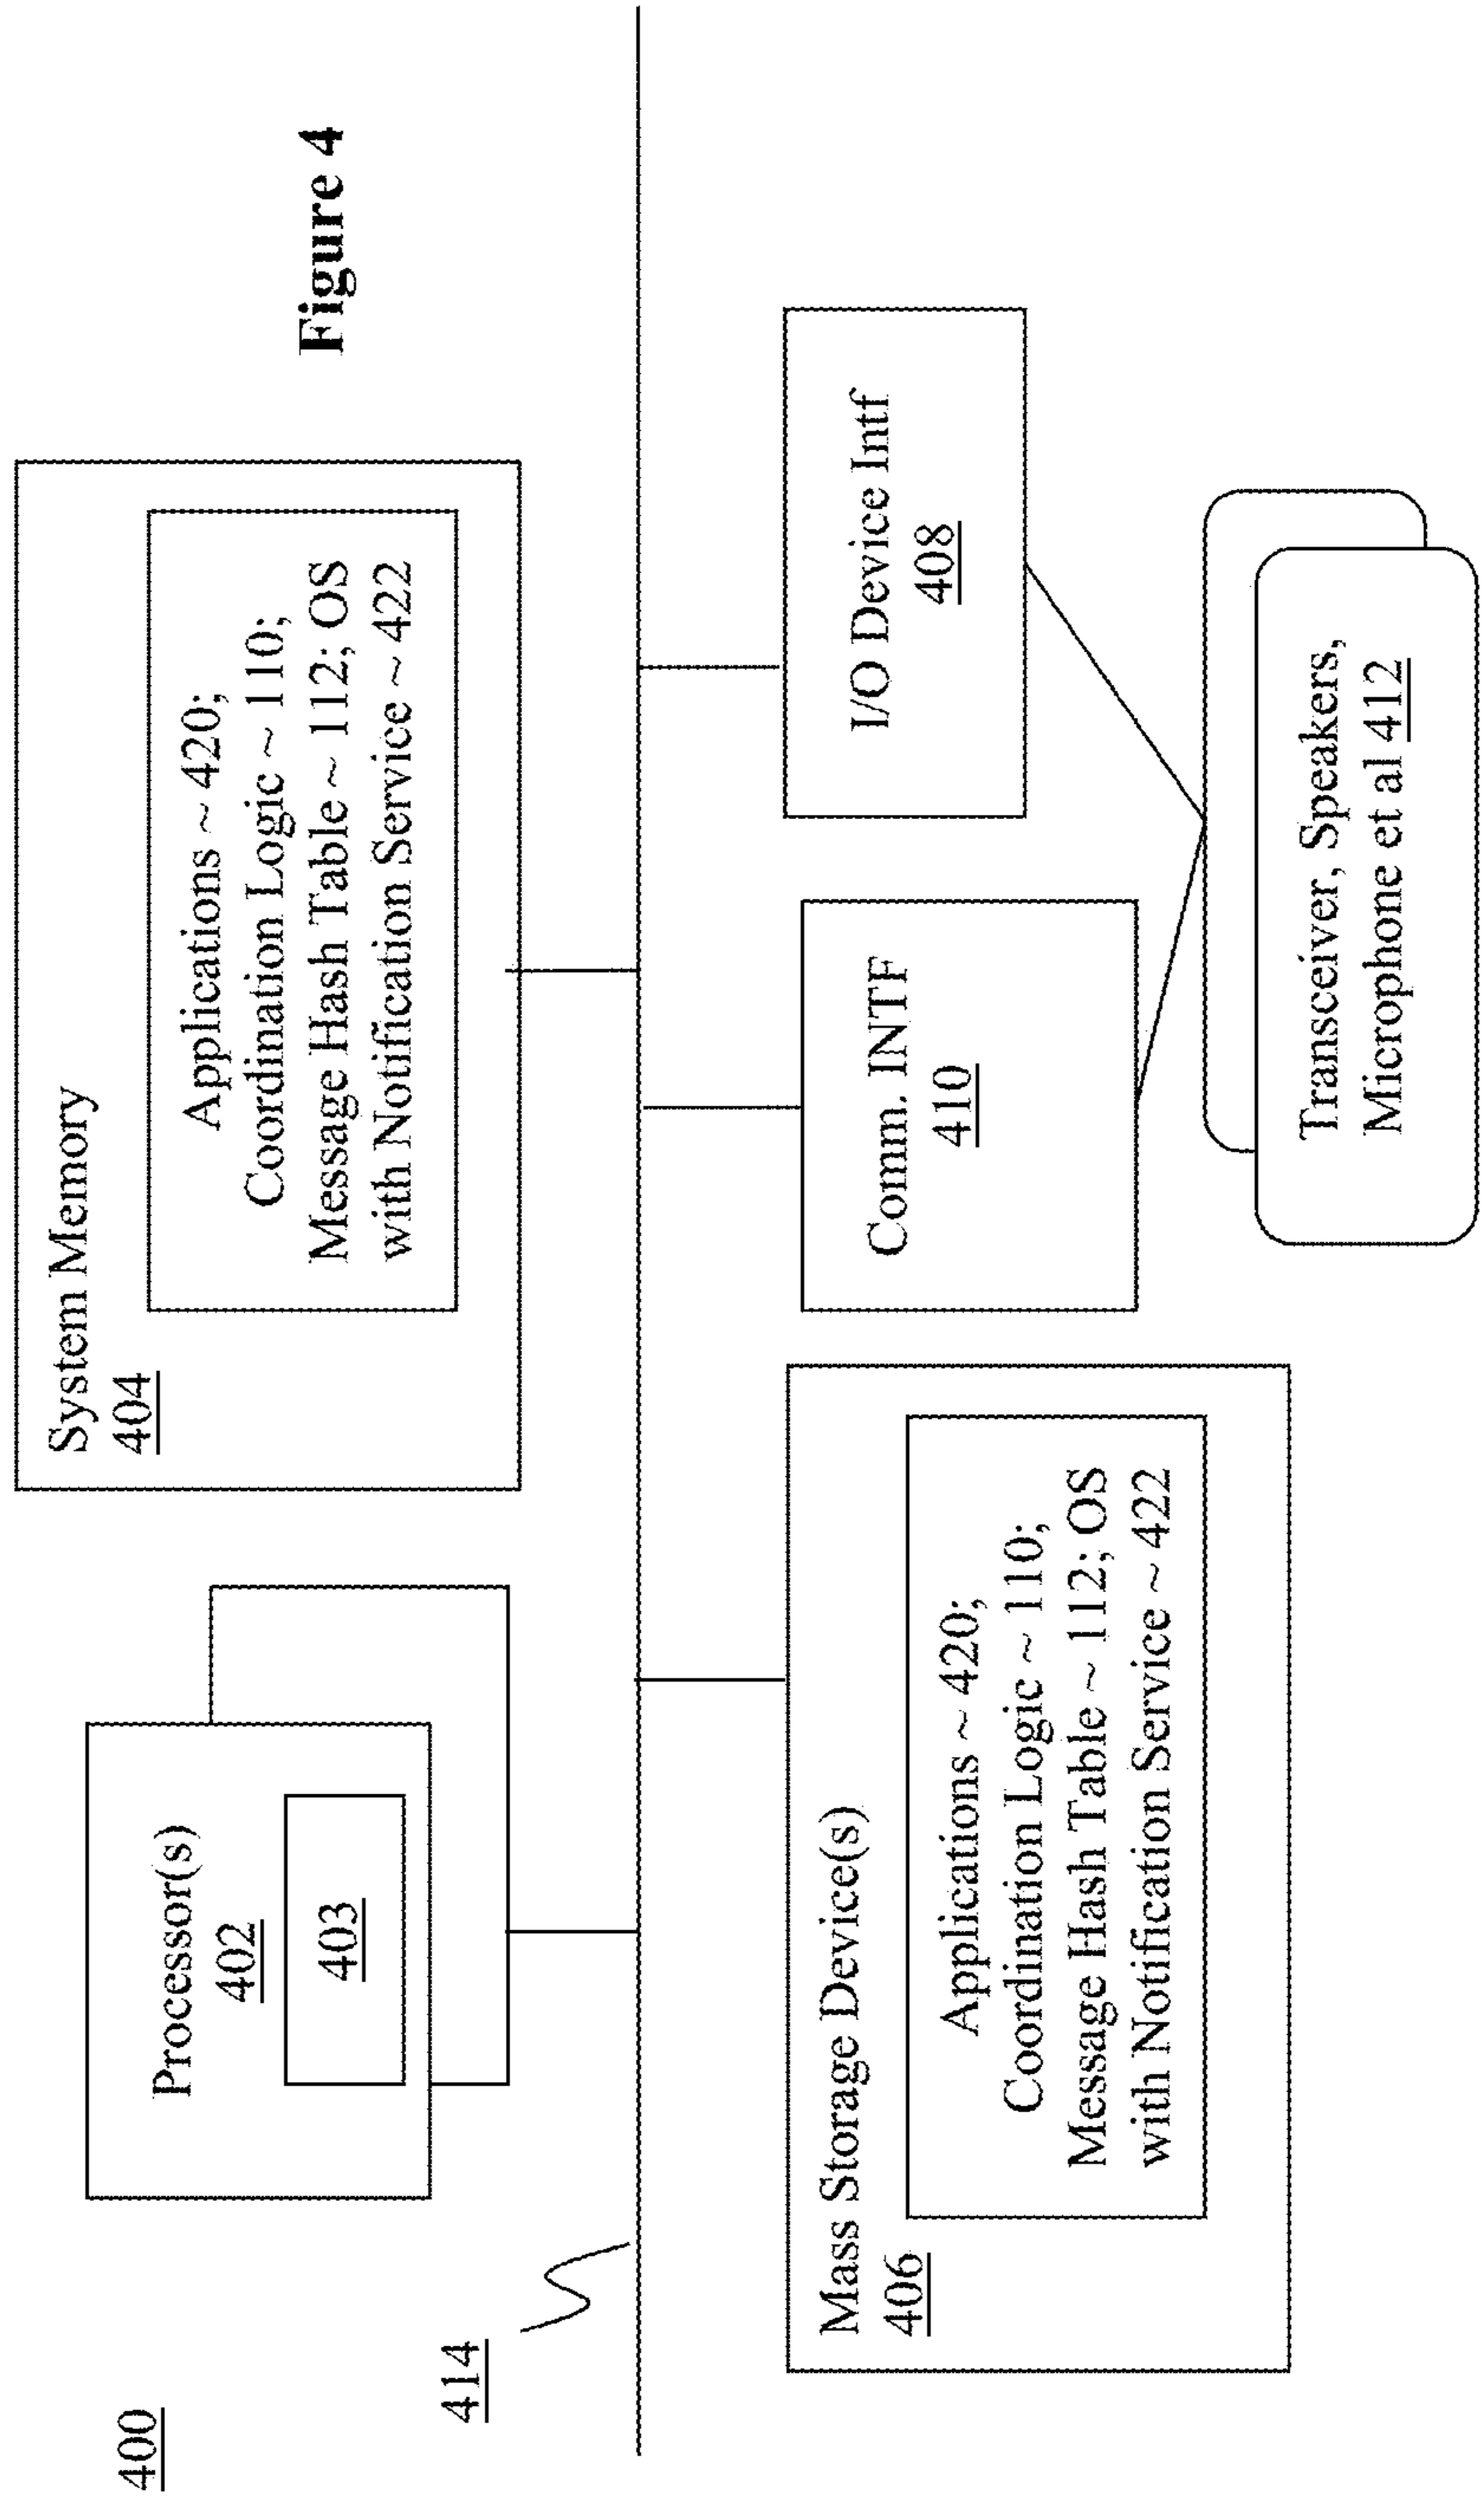 400
Processor(s)
402
403
System Memory
404
Applications ~ 420;
Coordination Logic ~ 110;
Message Hash Table ~ 112; OS
with Notification Service ~ 422
Figure 4
414
Mass Storage Device(s)
406
Applications ~ 420;
Coordination Logic ~ 110;
Message Hash Table ~ 112; OS
with Notification Service ~ 422
Comm. INTF
410
I/O Device Intf
408
Transceiver, Speakers,
Microphone et al 412